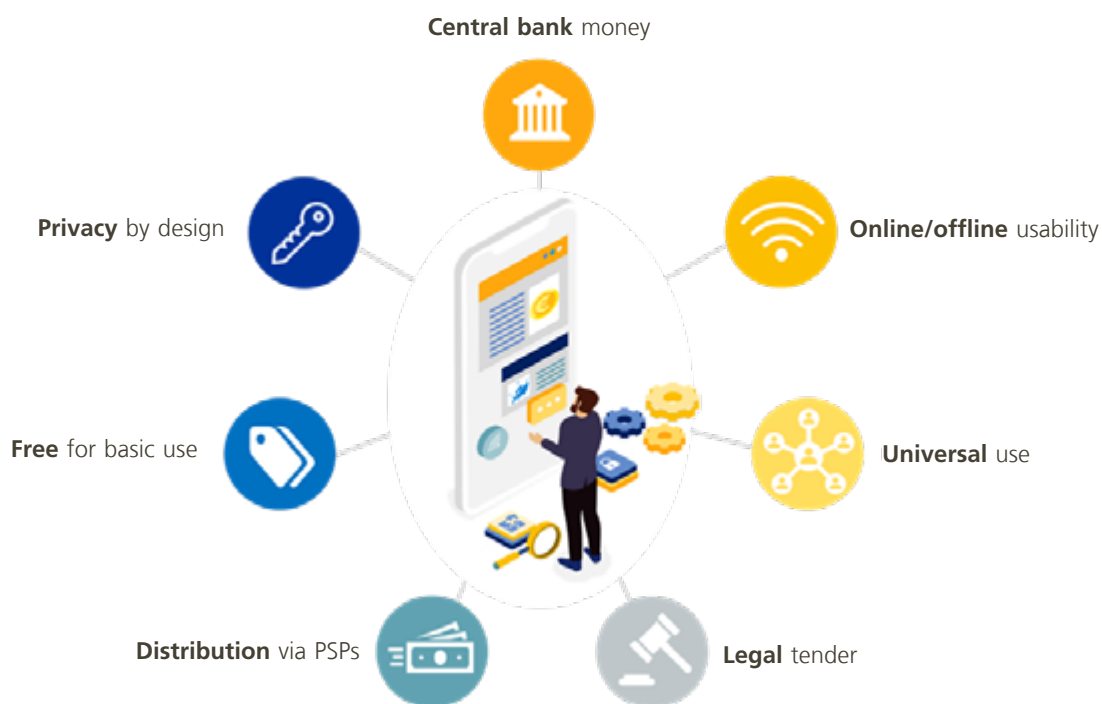 Central bank money
Privacy by design
Online/offline usability
Free for basic use
Universal use
Distribution via PSPs
Legal tender